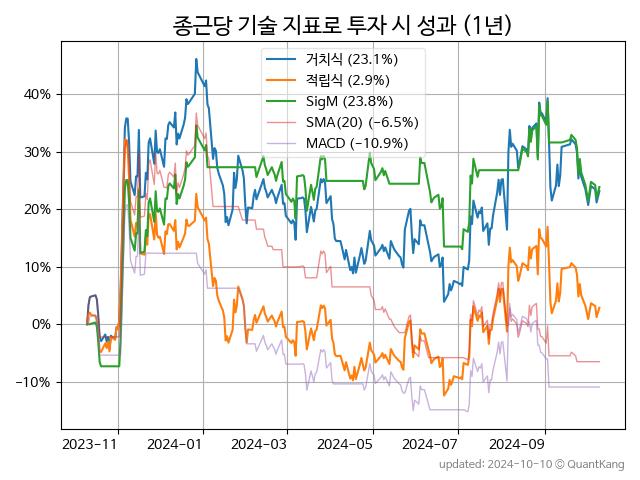 종근당 기술 지표로 투자 시 성과 (1년)
거치식 (23.1%)
적립식 (2.9%)
SigM (23.8%)
SMA(20) (−6.5%)
MACD (−10.9%)
40%
30%
20%
10%
0%
−10%
2023-11 2024-01 2024-03 2024-05 2024-07 2024-09
updated: 2024-10-10 © QuantKang